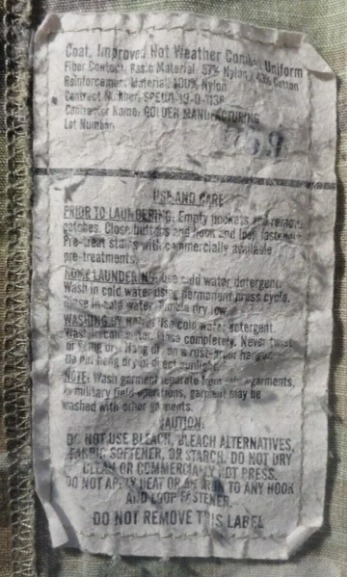 Coat, Improved Hot Weather Combat Uniform
Fiber Content: Basic Material: 57% Nylon / 43% Cotton
Reinforcement Material: 100% Nylon
Contract Number:
Contractor Name: GOLDEN MANUFACTURING
Lot Number:
USE AND CARE
PRIOR TO LAUNDERING: Empty pockets and remove
patches. Close buttons and hook and loop fasteners.
Pre-treat stains with commercially available
pre-treatments.
HOME LAUNDERING: Use cold water, detergent.
Wash in cold water using permanent press cycle,
rinse in cold water. Tumble dry low.
WASHING BY HAND: Use cold water, detergent.
Wash in cold water. Rinse completely. Never twist
or wring dry. Hang dry on a rust-proof hanger.
Do not hang dry in direct sunlight.
NOTE: Wash garment separate from other garments,
in military field operations, garment may be
washed with other garments.
CAUTION:
DO NOT USE BLEACH, BLEACH ALTERNATIVES,
FABRIC SOFTENER, OR STARCH. DO NOT DRY
CLEAN OR COMMERCIALLY HOT PRESS.
DO NOT APPLY HEAT OR AN IRON TO ANY HOOK
AND LOOP FASTENER.
DO NOT REMOVE THIS LABEL